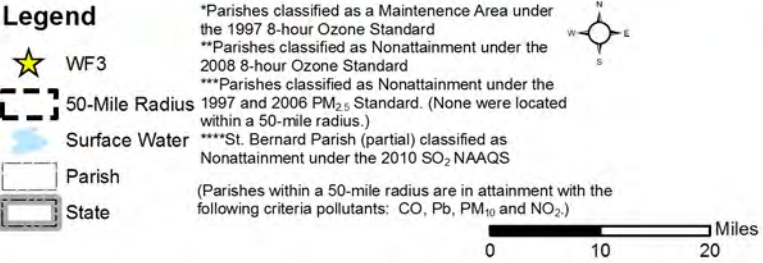 Legend
WF3
50-Mile Radius
Surface Water
Parish
State
*Parishes classified as a Maintenence Area under
the 1997 8-hour Ozone Standard
**Parishes classified as Nonattainment under the
2008 8-hour Ozone Standard
***Parishes classified as Nonattainment under the
1997 and 2006 PM2.5 Standard. (None were located
within a 50-mile radius.)
****St. Bernard Parish (partial) classified as
Nonattainment under the 2010 SO2 NAAQS
(Parishes within a 50-mile radius are in attainment with the
following criteria pollutants: CO, Pb, PM10 and NO2.)
N
W E
S
Miles
0 10 20